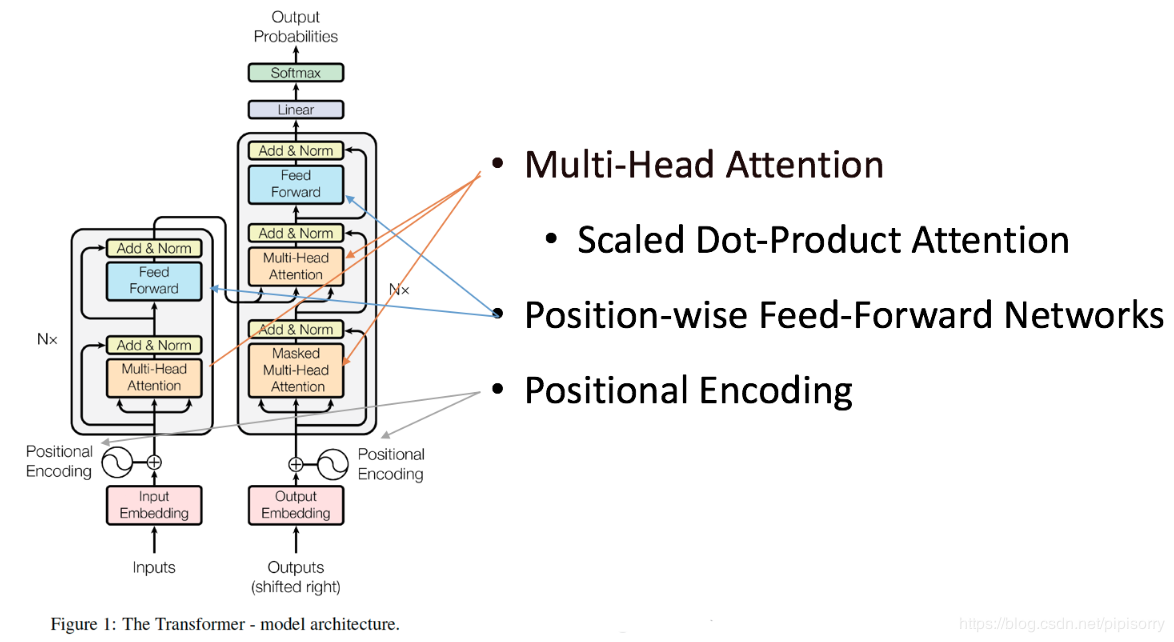 Output
Probabilities
Softmax
Linear
Add & Norm
Feed
Forward
Add & Norm
Multi-Head
Attention
Nx
Add & Norm
Masked
Multi-Head
Attention
Add & Norm
Feed
Forward
Nx
Add & Norm
Multi-Head
Attention
Positional
Encoding
Positional
Encoding
Input
Embedding
Output
Embedding
Inputs
Outputs
(shifted right)
• Multi-Head Attention
• Scaled Dot-Product Attention
• Position-wise Feed-Forward Networks
• Positional Encoding
Figure 1: The Transformer - model architecture.
https://blog.csdn.net/pipisorry